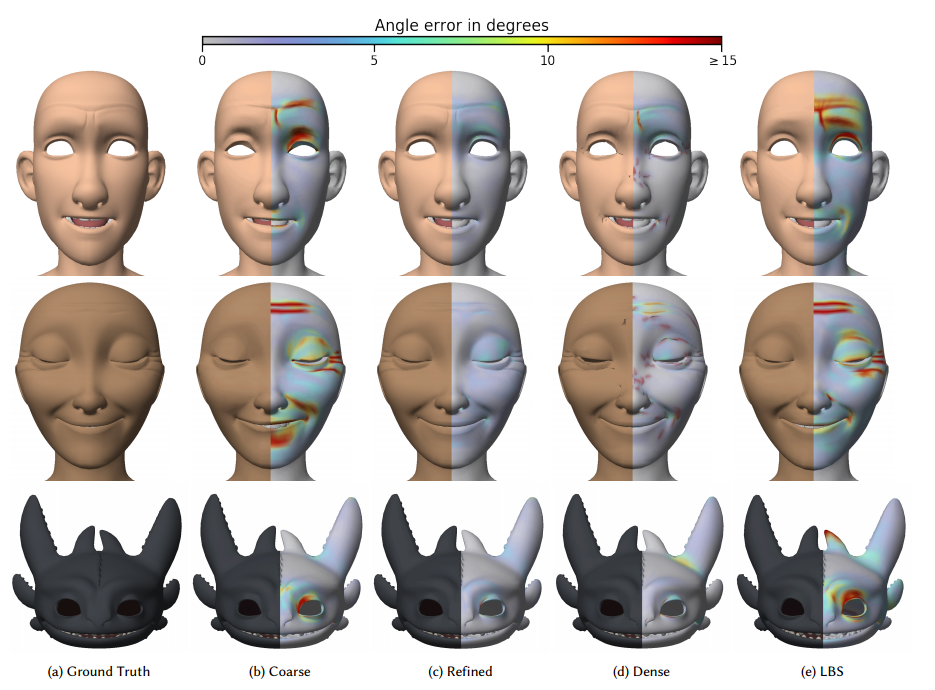 Angle error in degrees
0 5 10 ≥ 15
(a) Ground Truth (b) Coarse (c) Refined (d) Dense (e) LBS